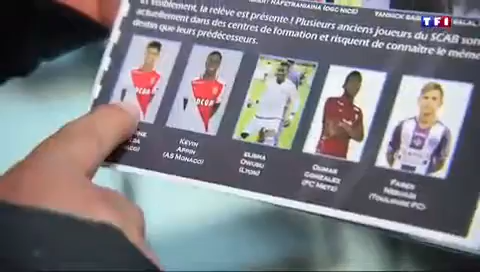 TF1
Et visiblement, la relève est présente ! Plusieurs anciens joueurs du SCAB sont
actuellement dans des centres de formation et risquent de connaître le même
destin que leurs prédécesseurs.
KEVIN
APPIN
(AS MONACO)
ELISHA
OWUSU
(LYON)
OUMAR
GONZALEZ
(FC METZ)
(TOULOUSE FC)